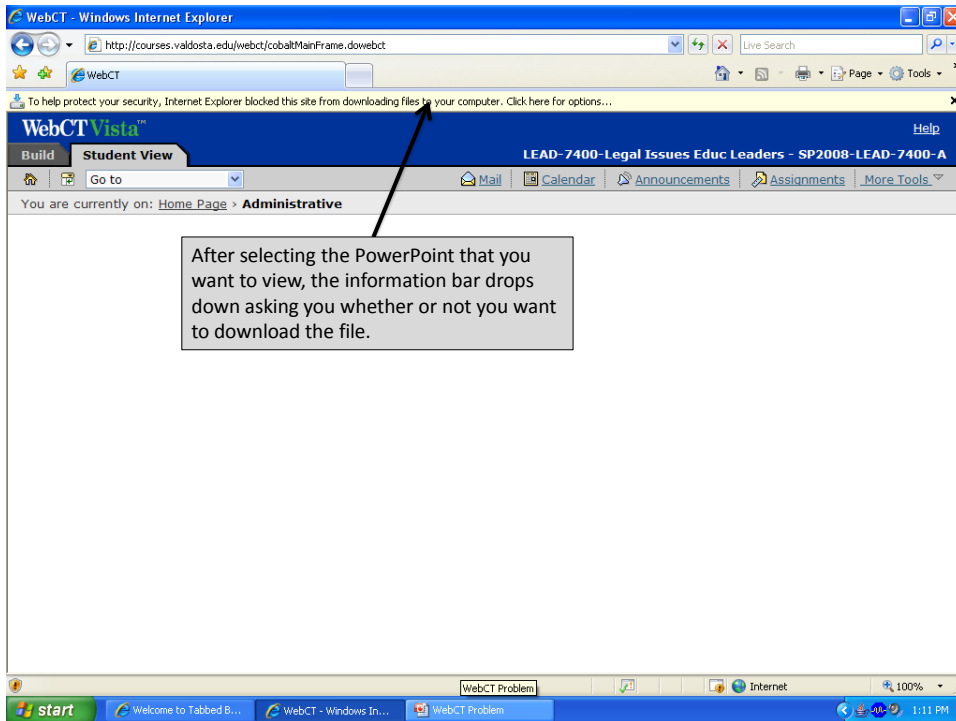 WebCT - Windows Internet Explorer
http://courses.valdosta.edu/webct/cobaltMainFrame.dowebct
Live Search
WebCT
Page
Tools
To help protect your security, Internet Explorer blocked this site from downloading files to your computer. Click here for options...
WebCT Vista™
Help
Build
Student View
LEAD-7400-Legal Issues Educ Leaders - SP2008-LEAD-7400-A
Go to
Mail
Calendar
Announcements
Assignments
More Tools
You are currently on: Home Page › Administrative
After selecting the PowerPoint that you
want to view, the information bar drops
down asking you whether or not you want
to download the file.
WebCT Problem
Internet
100%
start
Welcome to Tabbed B...
WebCT - Windows In...
WebCT Problem
1:11 PM